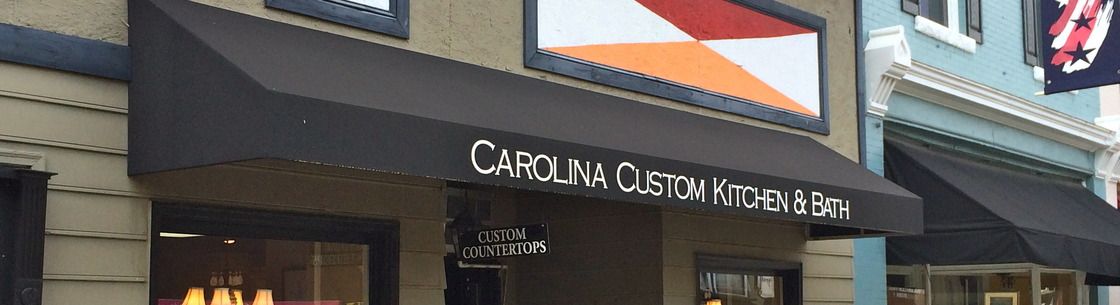 CAROLINA CUSTOM KITCHEN & BATH
CUSTOM
COUNTERTOPS